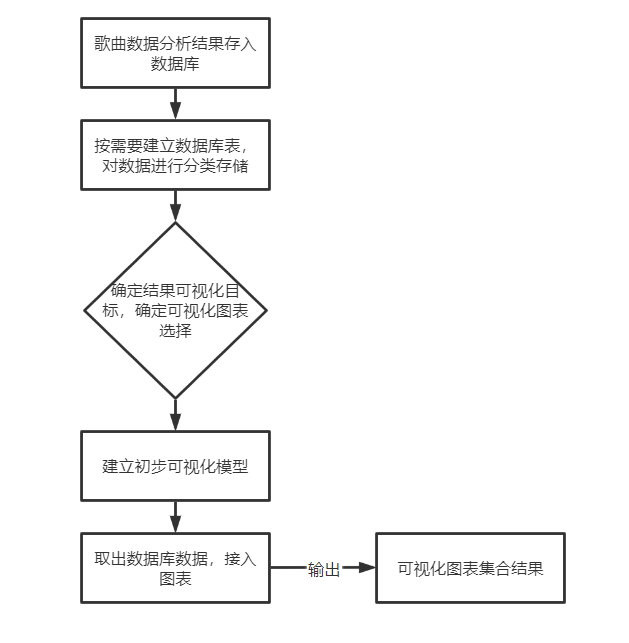 歌曲数据分析结果存入
数据库
按需要建立数据库表，
对数据进行分类存储
确定结果可视化目
标，确定可视化图表
选择
建立初步可视化模型
取出数据库数据，接入
图表
输出
可视化图表集合结果